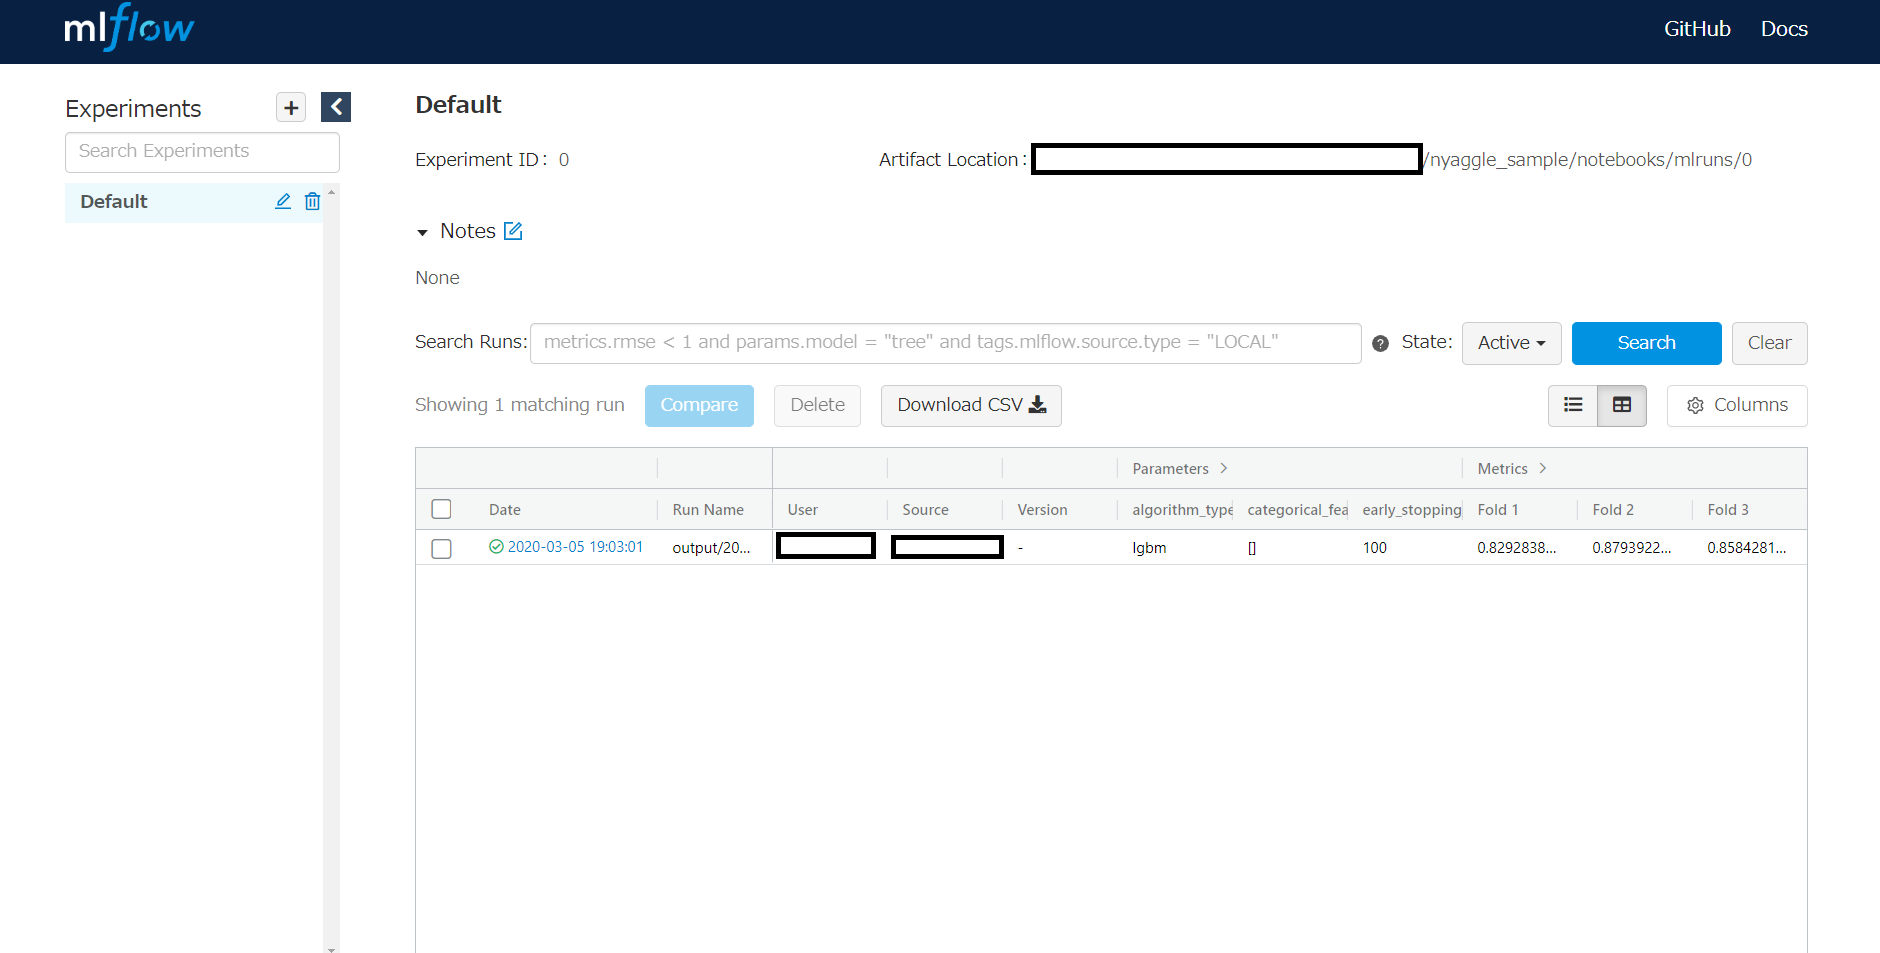 mlflow
GitHub Docs
Experiments
Search Experiments
Default
Default
Experiment ID: 0
Artifact Location: /nyaggle_sample/notebooks/mlruns/0
Notes
None
Search Runs: metrics.rmse < 1 and params.model = "tree" and tags.mlflow.source.type = "LOCAL" ? State: Active Search Clear
Showing 1 matching run Compare Delete Download CSV Columns
Parameters > Metrics >
Date Run Name User Source Version algorithm_type categorical_fea early_stopping Fold 1 Fold 2 Fold 3
2020-03-05 19:03:01 output/20... - lgbm [] 100 0.8292838... 0.8793922... 0.8584281...